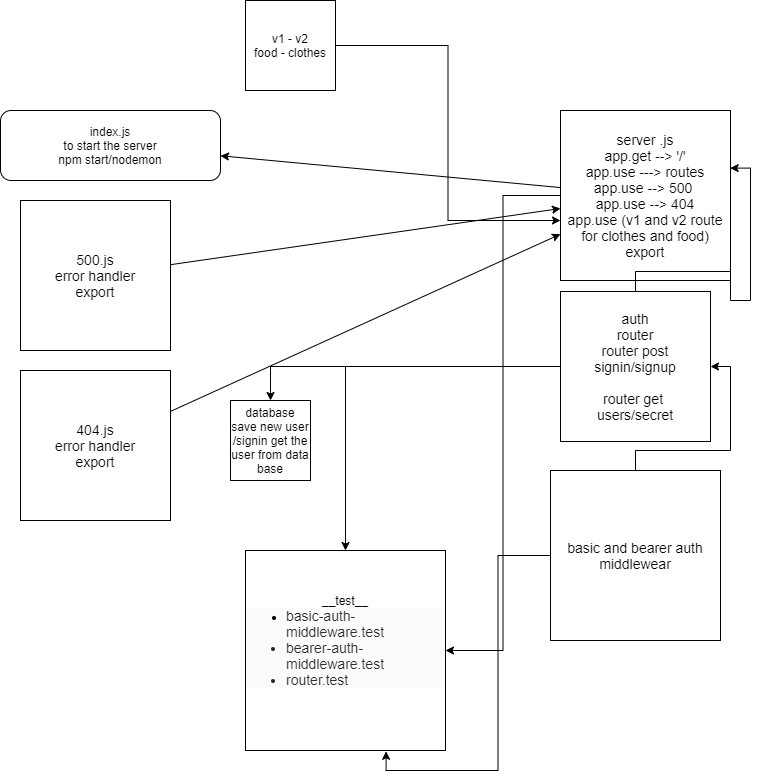 v1 - v2
food - clothes
index.js
to start the server
npm start/nodemon
server .js
app.get --> '/'
app.use ---> routes
app.use --> 500
app.use --> 404
app.use (v1 and v2 route
for clothes and food)
export
500.js
error handler
export
auth
router
router post
signin/signup
router get
users/secret
404.js
error handler
export
database
save new user
/signin get the
user from data
base
basic and bearer auth
middlewear
__test__
• basic-auth-
middleware.test
• bearer-auth-
middleware.test
• router.test